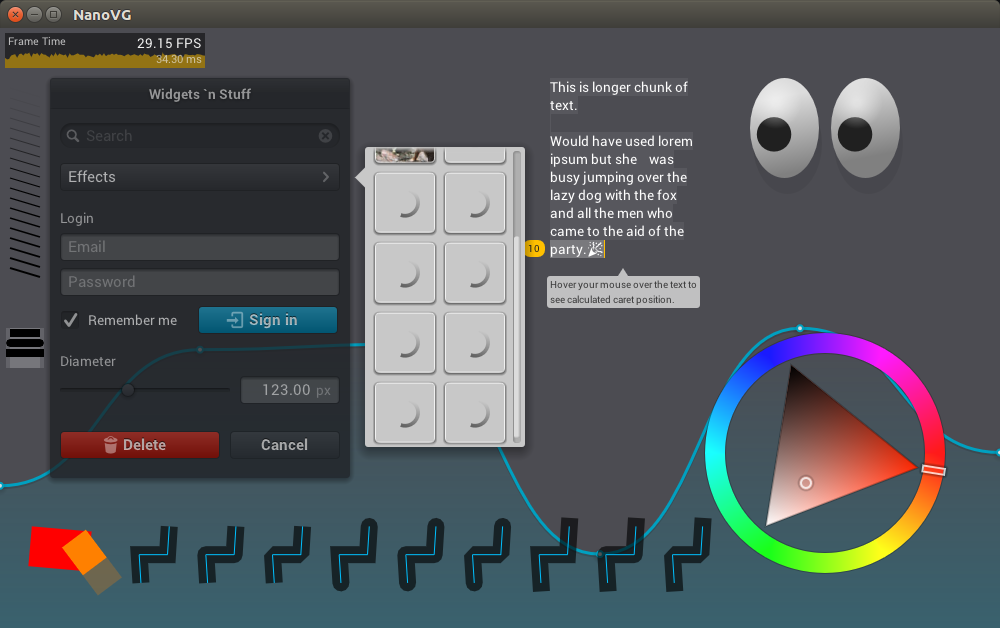 NanoVG
Frame Time
29.15 FPS
34.30 ms
Widgets `n Stuff
Search
Effects
Login
Email
Password
Remember me
Sign in
Diameter
123.00 px
Delete
Cancel
This is longer chunk of
text.
Would have used lorem
ipsum but she was
busy jumping over the
lazy dog with the fox
and all the men who
came to the aid of the
party.🎉
10
Hover your mouse over the text to
see calculated caret position.